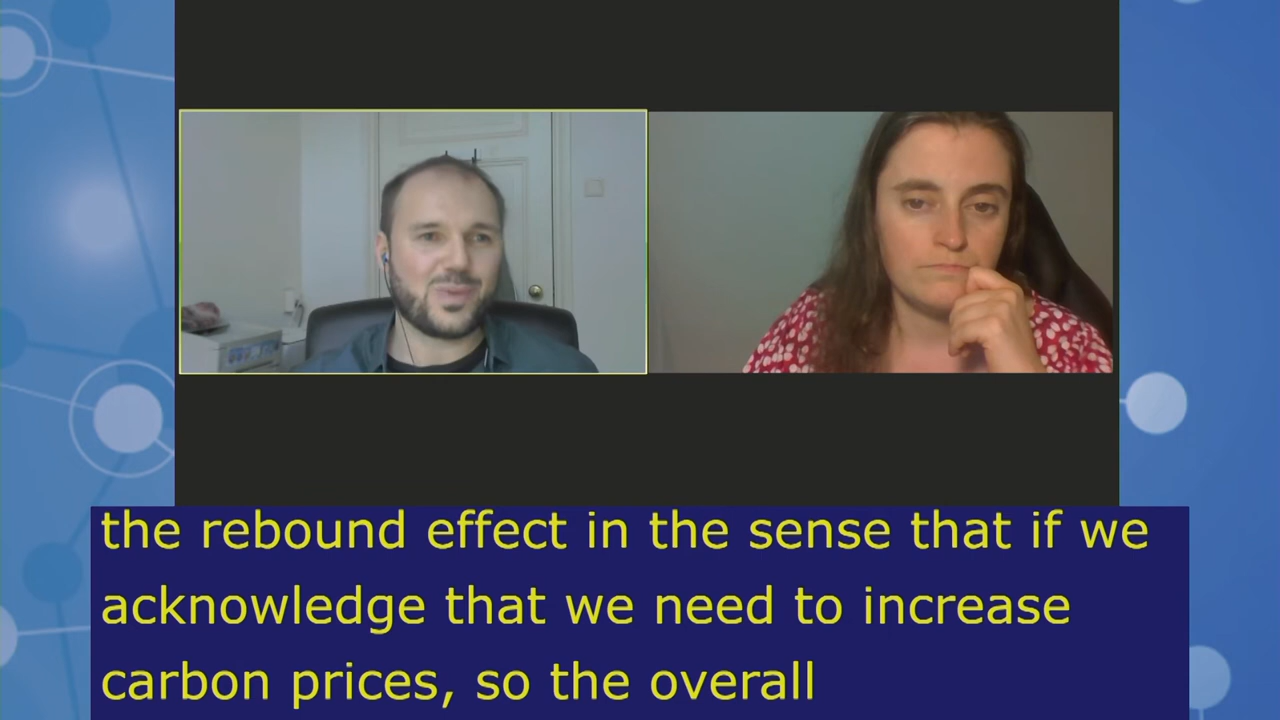 the rebound effect in the sense that if we
acknowledge that we need to increase
carbon prices, so the overall